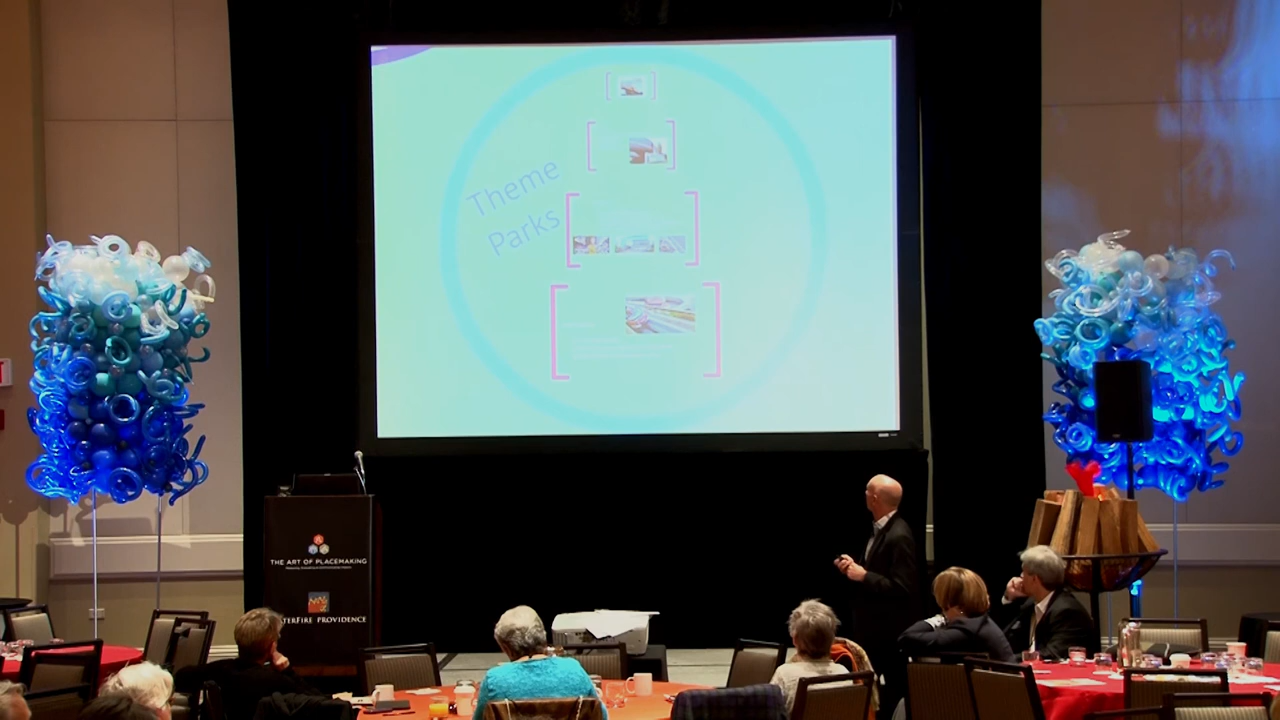 Theme
Parks
THE ART OF PLACEMAKING
TERFIRE PROVIDENCE